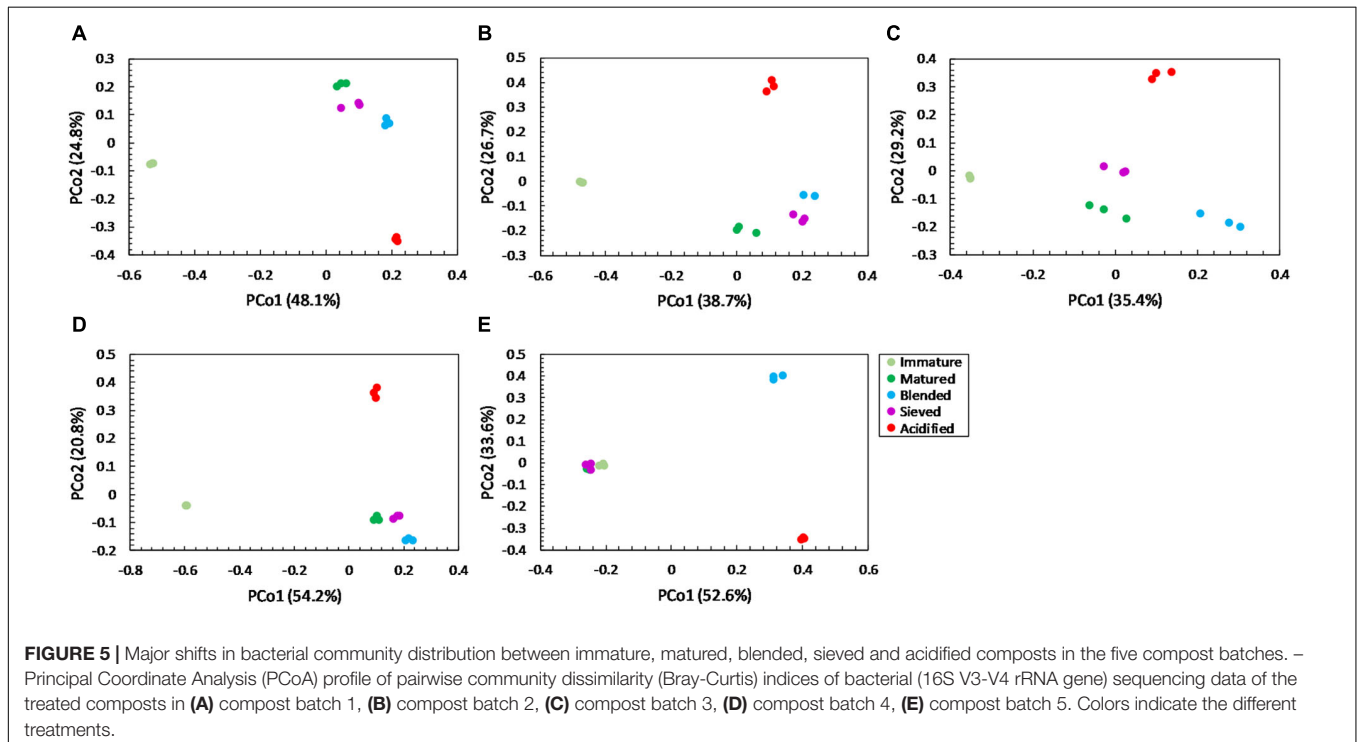 A
0.3
0.2
0.1
0
-0.1
-0.2
-0.3
-0.4
-0.6 -0.4 -0.2 0 0.2 0.4
PCo2 (24.8%)
PCo1 (48.1%)
B
0.5
0.4
0.3
0.2
0.1
0
-0.1
-0.2
-0.3
-0.6 -0.4 -0.2 0 0.2 0.4
PCo2 (26.7%)
PCo1 (38.7%)
C
0.4
0.3
0.2
0.1
0
-0.1
-0.2
-0.3
-0.4 -0.2 0 0.2 0.4
PCo2 (29.2%)
PCo1 (35.4%)
D
0.5
0.4
0.3
0.2
0.1
0
-0.1
-0.2
-0.8 -0.6 -0.4 -0.2 0 0.2 0.4
PCo2 (20.8%)
PCo1 (54.2%)
E
0.5
0.4
0.3
0.2
0.1
0
-0.1
-0.2
-0.3
-0.4
-0.4 -0.2 0 0.2 0.4 0.6
PCo2 (33.6%)
PCo1 (52.6%)
Immature
Matured
Blended
Sieved
Acidified
FIGURE 5 | Major shifts in bacterial community distribution between immature, matured, blended, sieved and acidified composts in the five compost batches. –
Principal Coordinate Analysis (PCoA) profile of pairwise community dissimilarity (Bray-Curtis) indices of bacterial (16S V3-V4 rRNA gene) sequencing data of the
treated composts in (A) compost batch 1, (B) compost batch 2, (C) compost batch 3, (D) compost batch 4, (E) compost batch 5. Colors indicate the different
treatments.